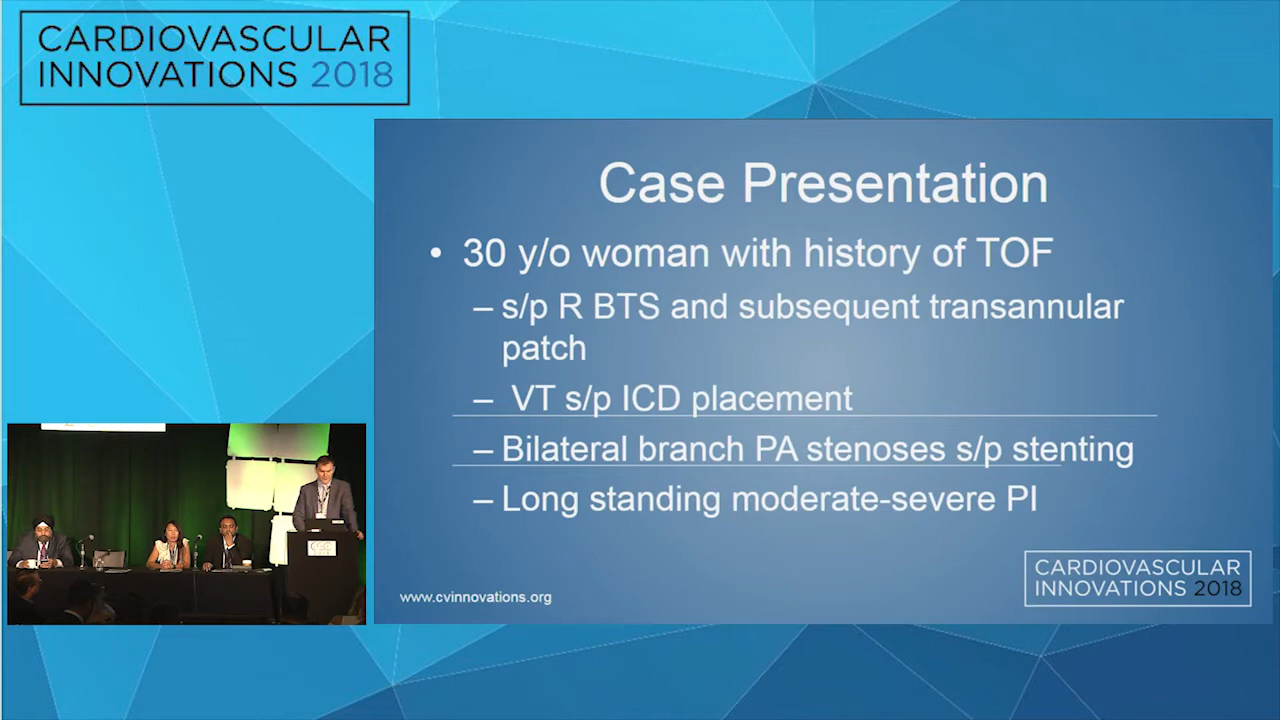 CARDIOVASCULAR
INNOVATIONS 2018
Case Presentation
• 30 y/o woman with history of TOF
– s/p R BTS and subsequent transannular
patch
– VT s/p ICD placement
– Bilateral branch PA stenoses s/p stenting
– Long standing moderate-severe PI
www.cvinnovations.org
CARDIOVASCULAR
INNOVATIONS 2018